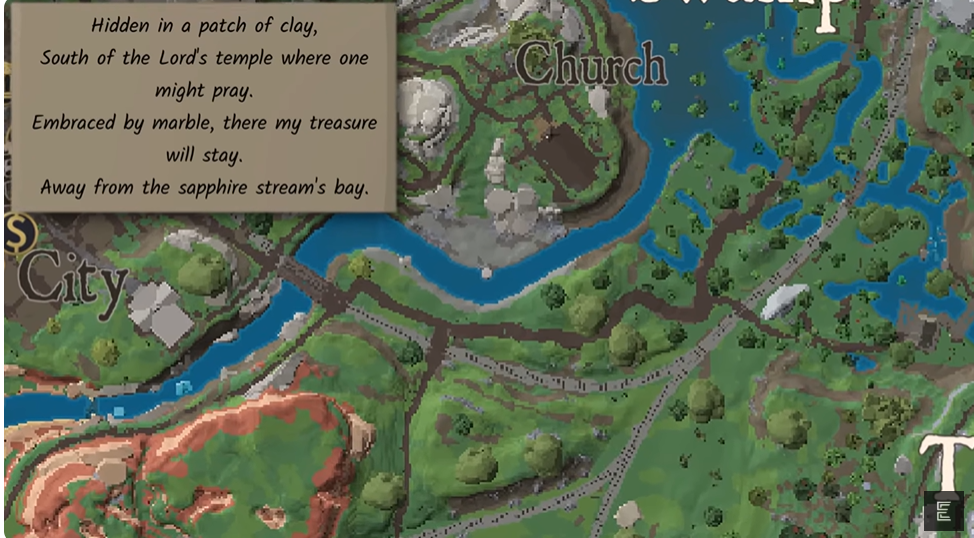 Hidden in a patch of clay,
South of the Lord's temple where one
might pray.
Embraced by marble, there my treasure
will stay.
Away from the sapphire stream's bay.
Church
$
City
T
E